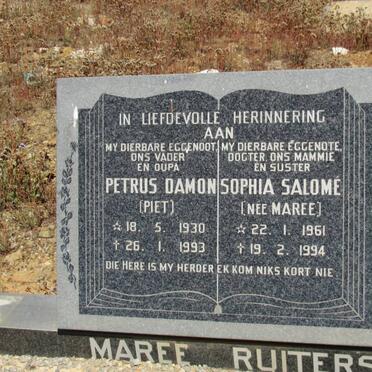 IN LIEFDEVOLLE HERINNERING
AAN
MY DIERBARE EGGENOOT,
ONS VADER
EN OUPA
PETRUS DAMON
(PIET)
☆ 18. 5. 1930
✝ 26. 1. 1993
MY DIERBARE EGGENOTE,
DOGTER, ONS MAMMIE
EN SUSTER
SOPHIA SALOMÉ
(NEE MAREE)
☆ 22. 1. 1961
✝ 19. 2. 1994
DIE HERE IS MY HERDER EK KOM NIKS KORT NIE
MAREE RUITERS